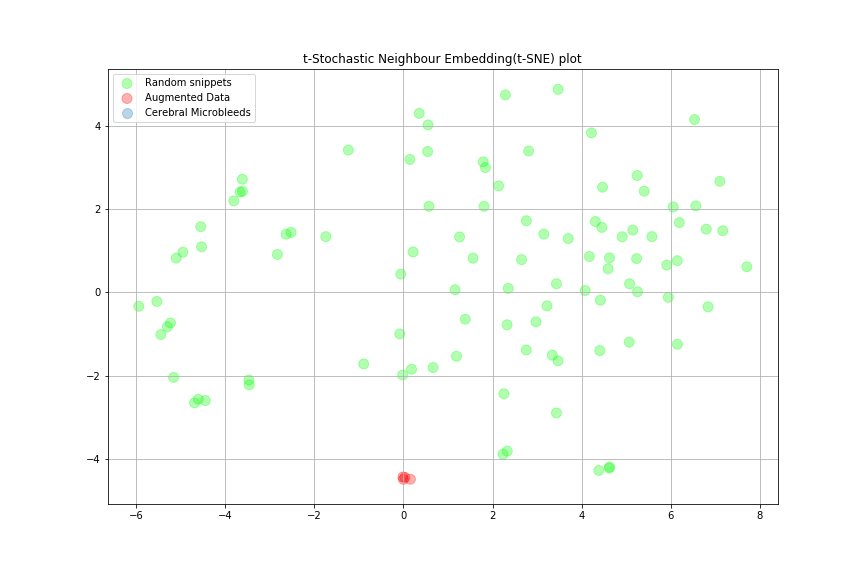 t-Stochastic Neighbour Embedding(t-SNE) plot
Random snippets
Augmented Data
Cerebral Microbleeds
4
2
0
−2
−4
−6 −4 −2 0 2 4 6 8